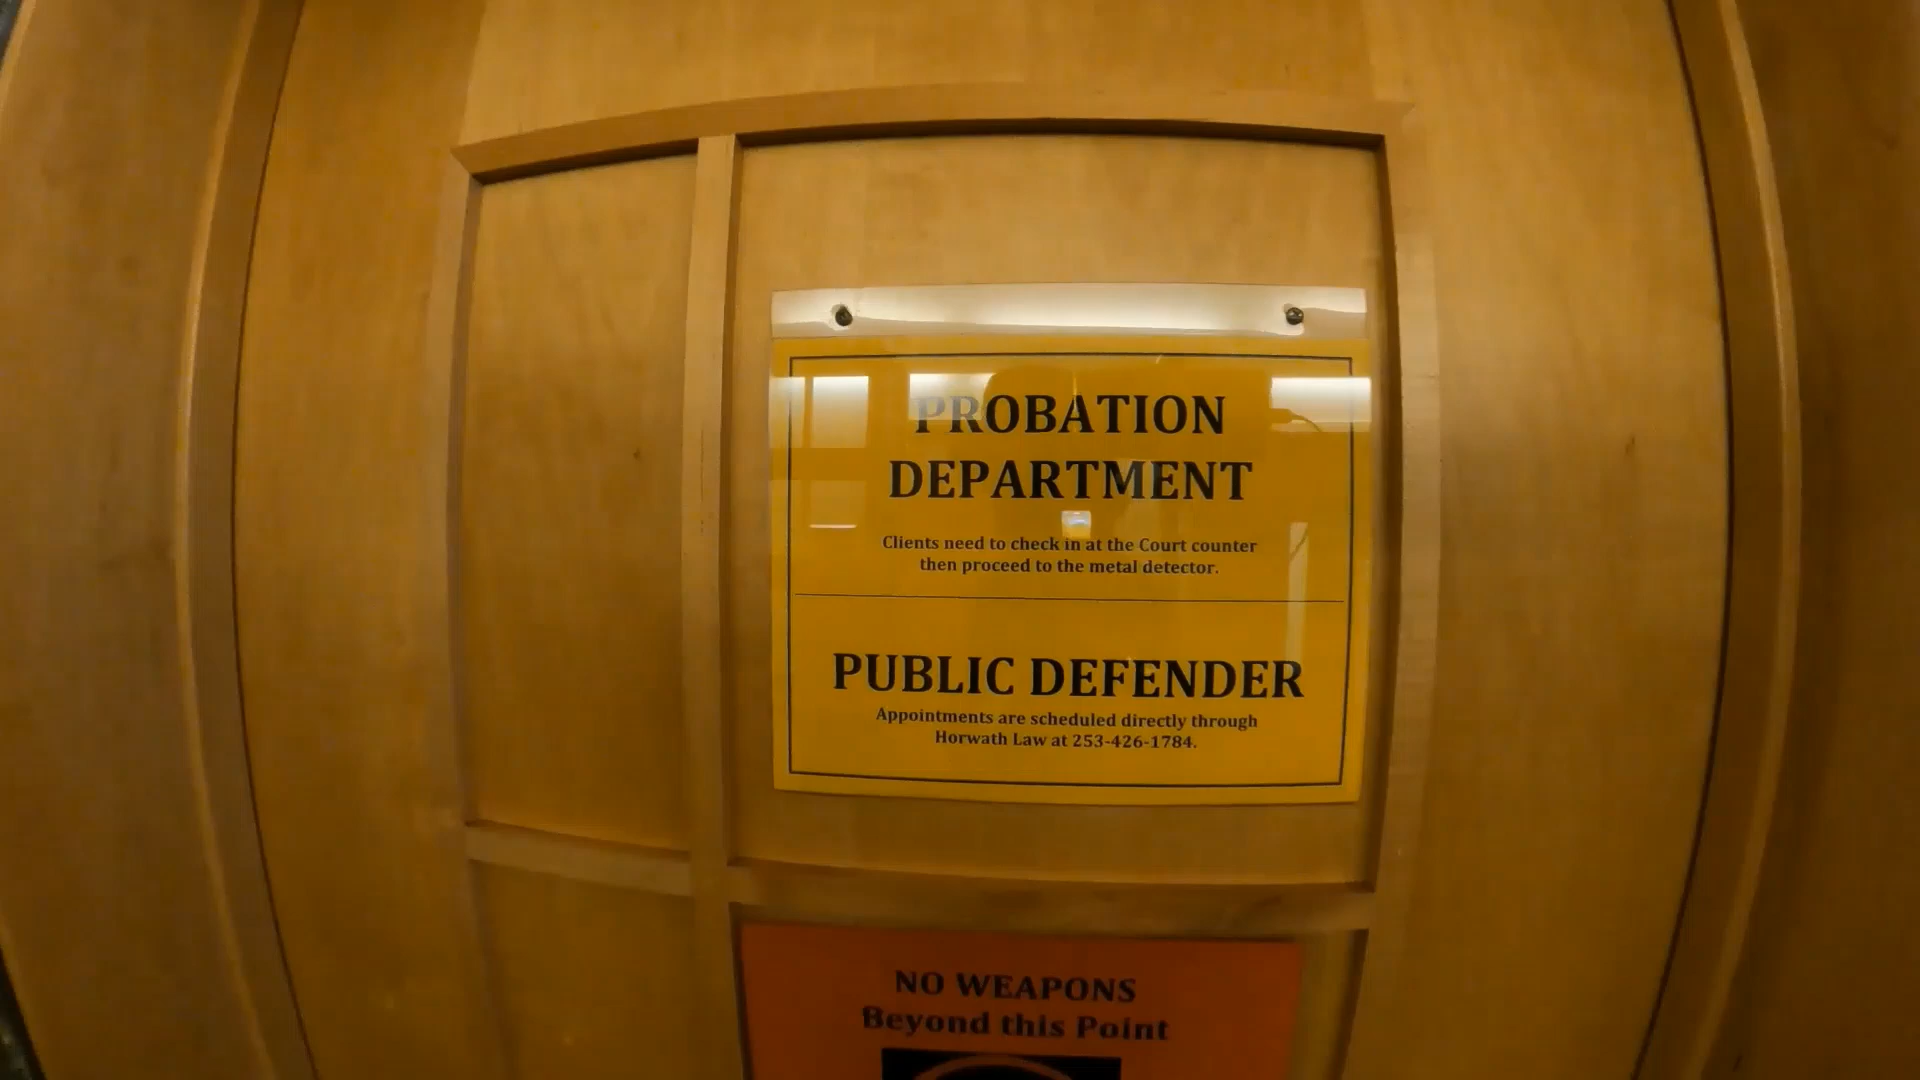 PROBATION
DEPARTMENT
Clients need to check in at the Court counter
then proceed to the metal detector.
PUBLIC DEFENDER
Appointments are scheduled directly through
Horwath Law at 253-426-1784.
NO WEAPONS
Beyond this Point